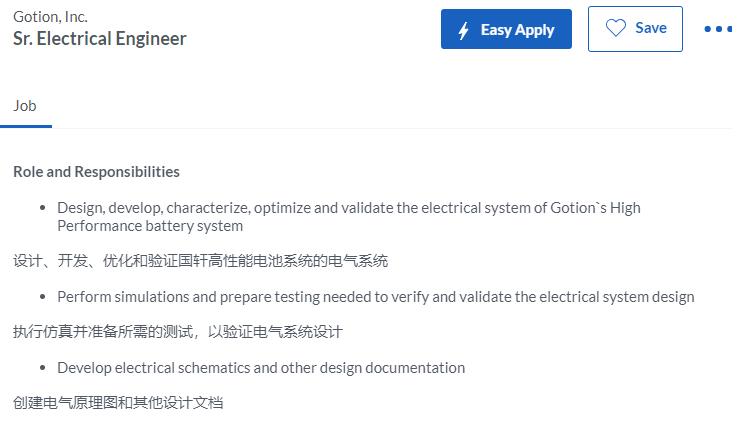 Gotion, Inc.
Sr. Electrical Engineer
Easy Apply
Save
Job
Role and Responsibilities
Design, develop, characterize, optimize and validate the electrical system of Gotion`s High
Performance battery system
设计、开发、优化和验证国轩高性能电池系统的电气系统
Perform simulations and prepare testing needed to verify and validate the electrical system design
执行仿真并准备所需的测试，以验证电气系统设计
Develop electrical schematics and other design documentation
创建电气原理图和其他设计文档